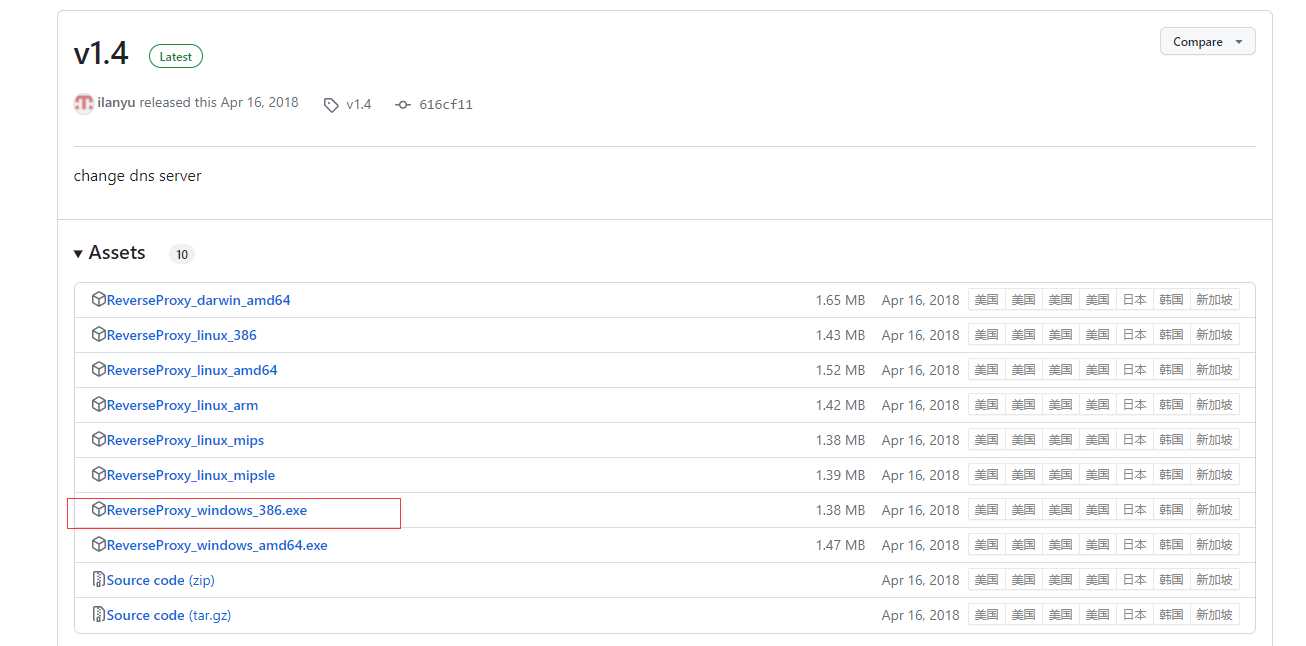 v1.4 Latest Compare
ilanyu released this Apr 16, 2018 v1.4 616cf11
change dns server
Assets 10
ReverseProxy_darwin_amd64 1.65 MB Apr 16, 2018 美国 美国 美国 美国 日本 韩国 新加坡
ReverseProxy_linux_386 1.43 MB Apr 16, 2018 美国 美国 美国 美国 日本 韩国 新加坡
ReverseProxy_linux_amd64 1.52 MB Apr 16, 2018 美国 美国 美国 美国 日本 韩国 新加坡
ReverseProxy_linux_arm 1.42 MB Apr 16, 2018 美国 美国 美国 美国 日本 韩国 新加坡
ReverseProxy_linux_mips 1.38 MB Apr 16, 2018 美国 美国 美国 美国 日本 韩国 新加坡
ReverseProxy_linux_mipsle 1.39 MB Apr 16, 2018 美国 美国 美国 美国 日本 韩国 新加坡
ReverseProxy_windows_386.exe 1.38 MB Apr 16, 2018 美国 美国 美国 美国 日本 韩国 新加坡
ReverseProxy_windows_amd64.exe 1.47 MB Apr 16, 2018 美国 美国 美国 美国 日本 韩国 新加坡
Source code (zip) Apr 16, 2018 美国 美国 美国 美国 日本 韩国 新加坡
Source code (tar.gz) Apr 16, 2018 美国 美国 美国 美国 日本 韩国 新加坡